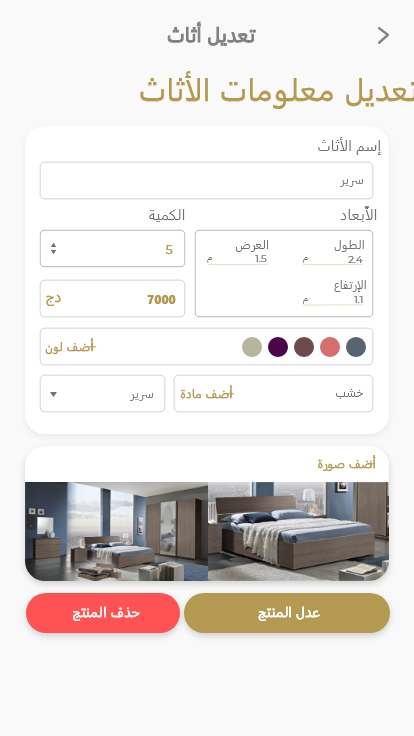 تعديل أثاث
تعديل معلومات الأثاث
إسم الأثاث
سرير
الأبعاد
الكمية
الطول
2.4 م
العرض
1.5 م
الإرتفاع
1.1 م
5
7000 دج
أضف لون +
خشب
أضف مادة +
سرير
أضف صورة +
عدل المنتج
حذف المنتج